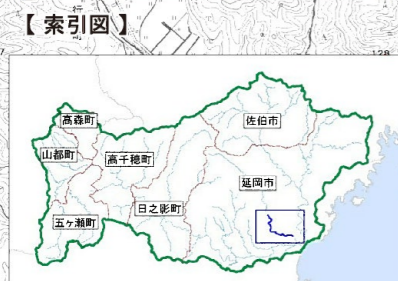 【索引図】
高森町
佐伯市
山都町
高千穂町
延岡市
日之影町
五ヶ瀬町